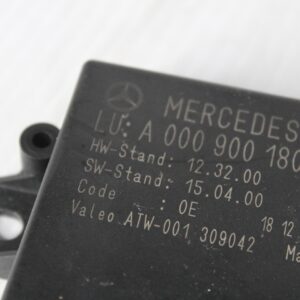 MERCEDES
LU: A 000 900 180
HW-Stand: 12.32.00
SW-Stand: 15.04.00
Code : 0E
Valeo ATW-001 309042
18 12
Ma